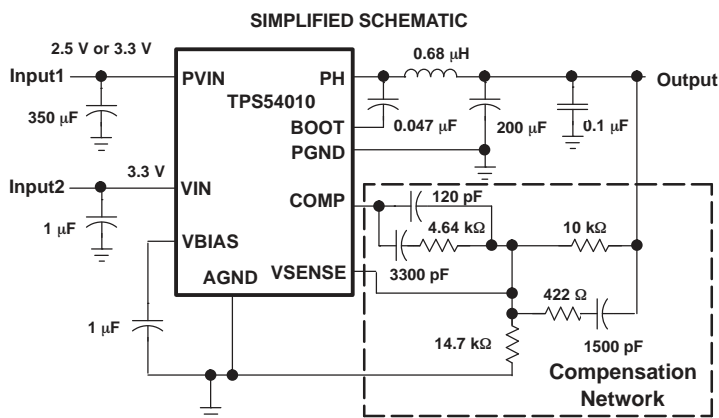 SIMPLIFIED SCHEMATIC
2.5 V or 3.3 V
Input1
350 μF
PVIN
TPS54010
PH
0.68 μH
Output
BOOT
0.047 μF
200 μF
0.1 μF
PGND
3.3 V
Input2
VIN
1 μF
COMP
120 pF
4.64 kΩ
10 kΩ
3300 pF
VBIAS
AGND
VSENSE
422 Ω
1500 pF
1 μF
14.7 kΩ
Compensation
Network